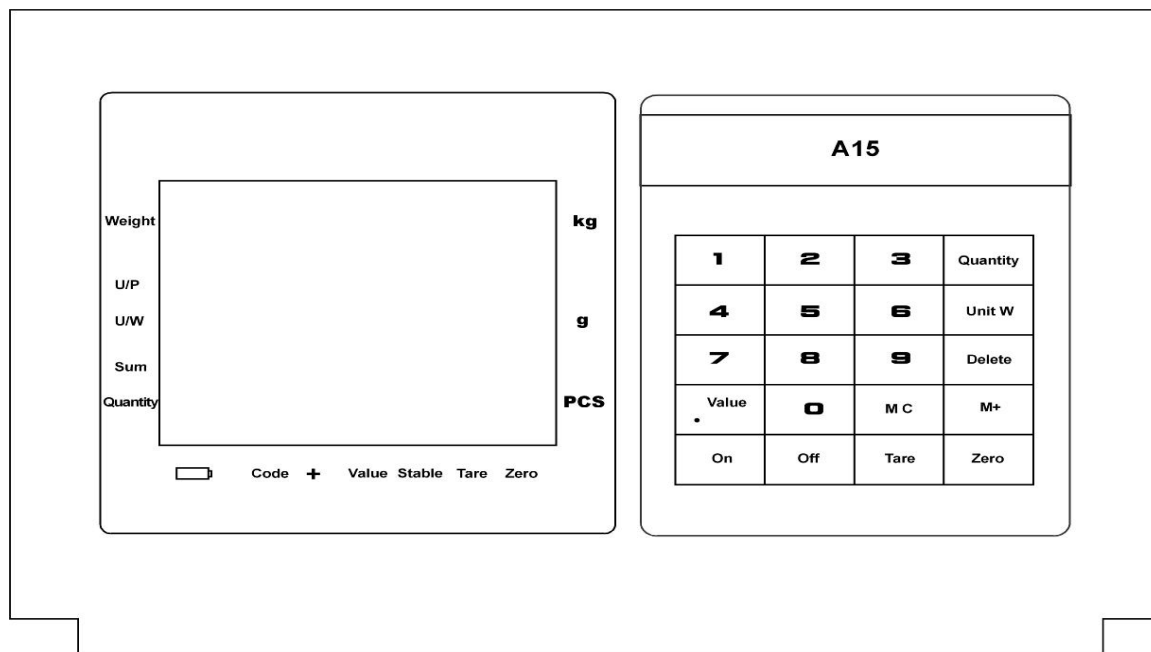 A15
Weight kg
U/P
U/W g
Sum
Quantity PCS
Code + Value Stable Tare Zero
1 2 3 Quantity
4 5 6 Unit W
7 8 9 Delete
. Value 0 M C M+
On Off Tare Zero